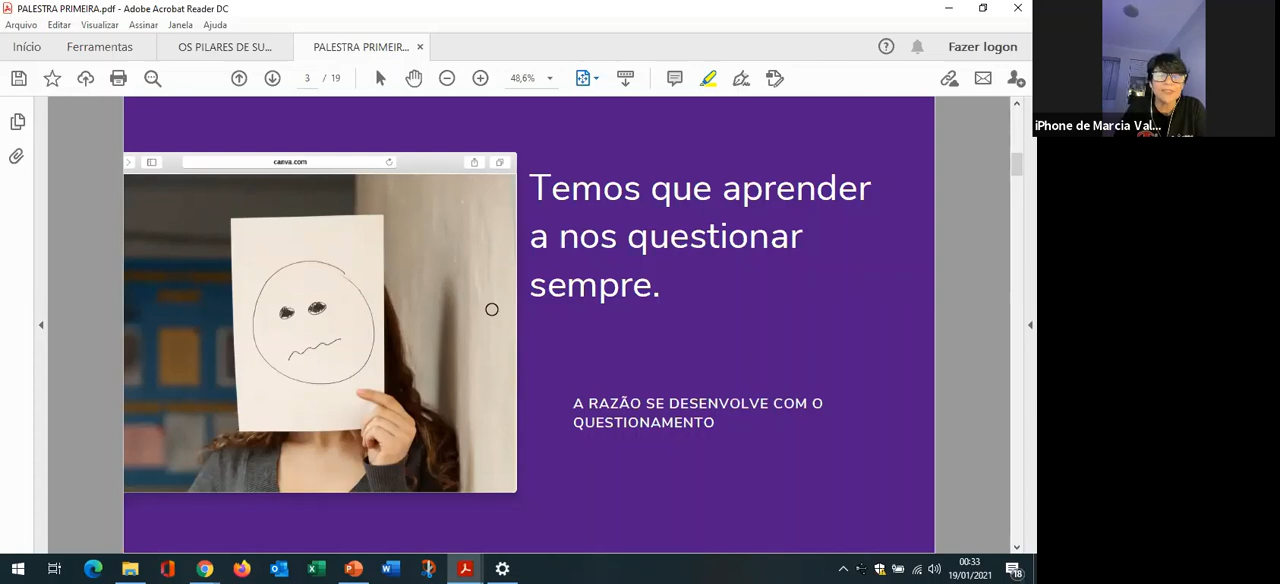 PALESTRA PRIMEIRA.pdf - Adobe Acrobat Reader DC
Arquivo Editar Visualizar Assinar Janela Ajuda
Início Ferramentas OS PILARES DE SU... PALESTRA PRIMEIR... Fazer logon
3 / 19 48,6%
iPhone de Marcia Val...
caeva.com
Temos que aprender
a nos questionar
sempre.
A RAZÃO SE DESENVOLVE COM O
QUESTIONAMENTO
00:33
19/01/2021
18